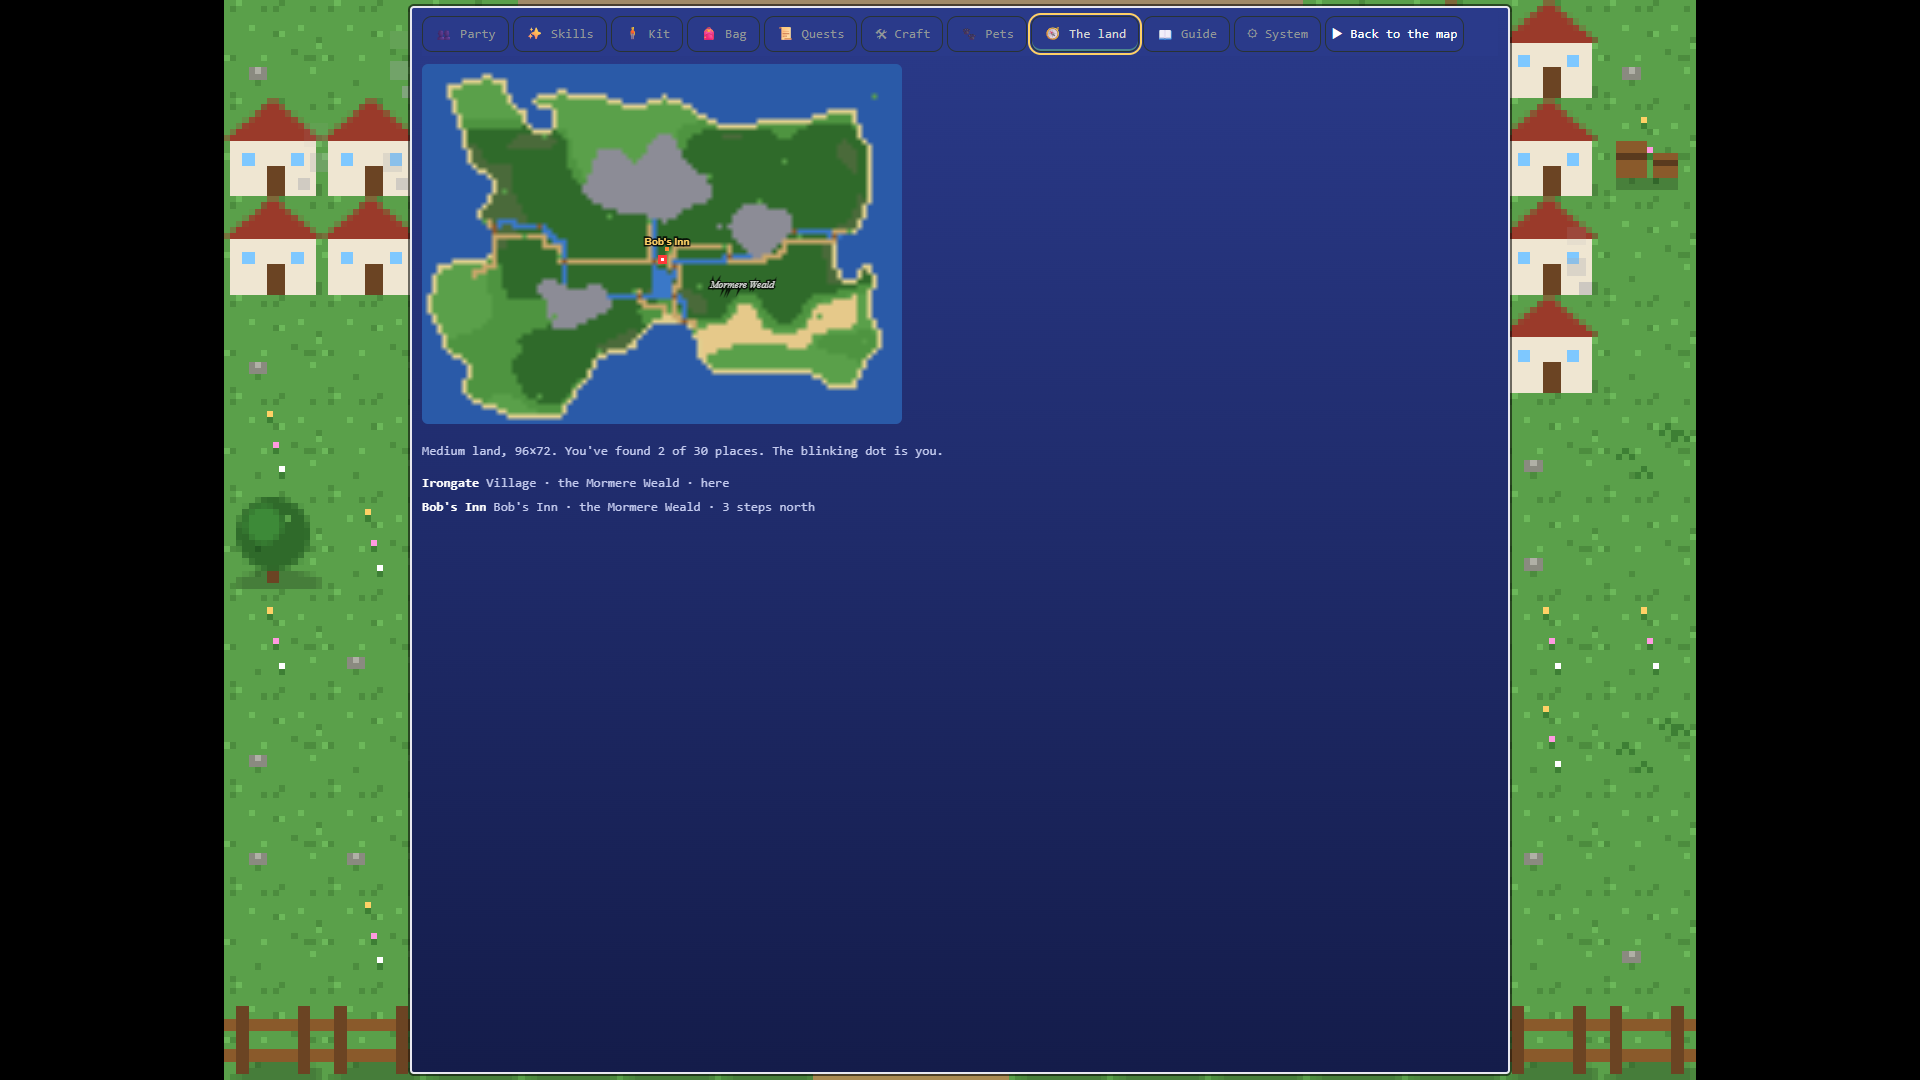 Party Skills Kit Bag Quests Craft Pets The land Guide System Back to the map
Bob's Inn
Mormere Weald
Medium land, 96×72. You've found 2 of 30 places. The blinking dot is you.
Irongate Village · the Mormere Weald · here
Bob's Inn Bob's Inn · the Mormere Weald · 3 steps north